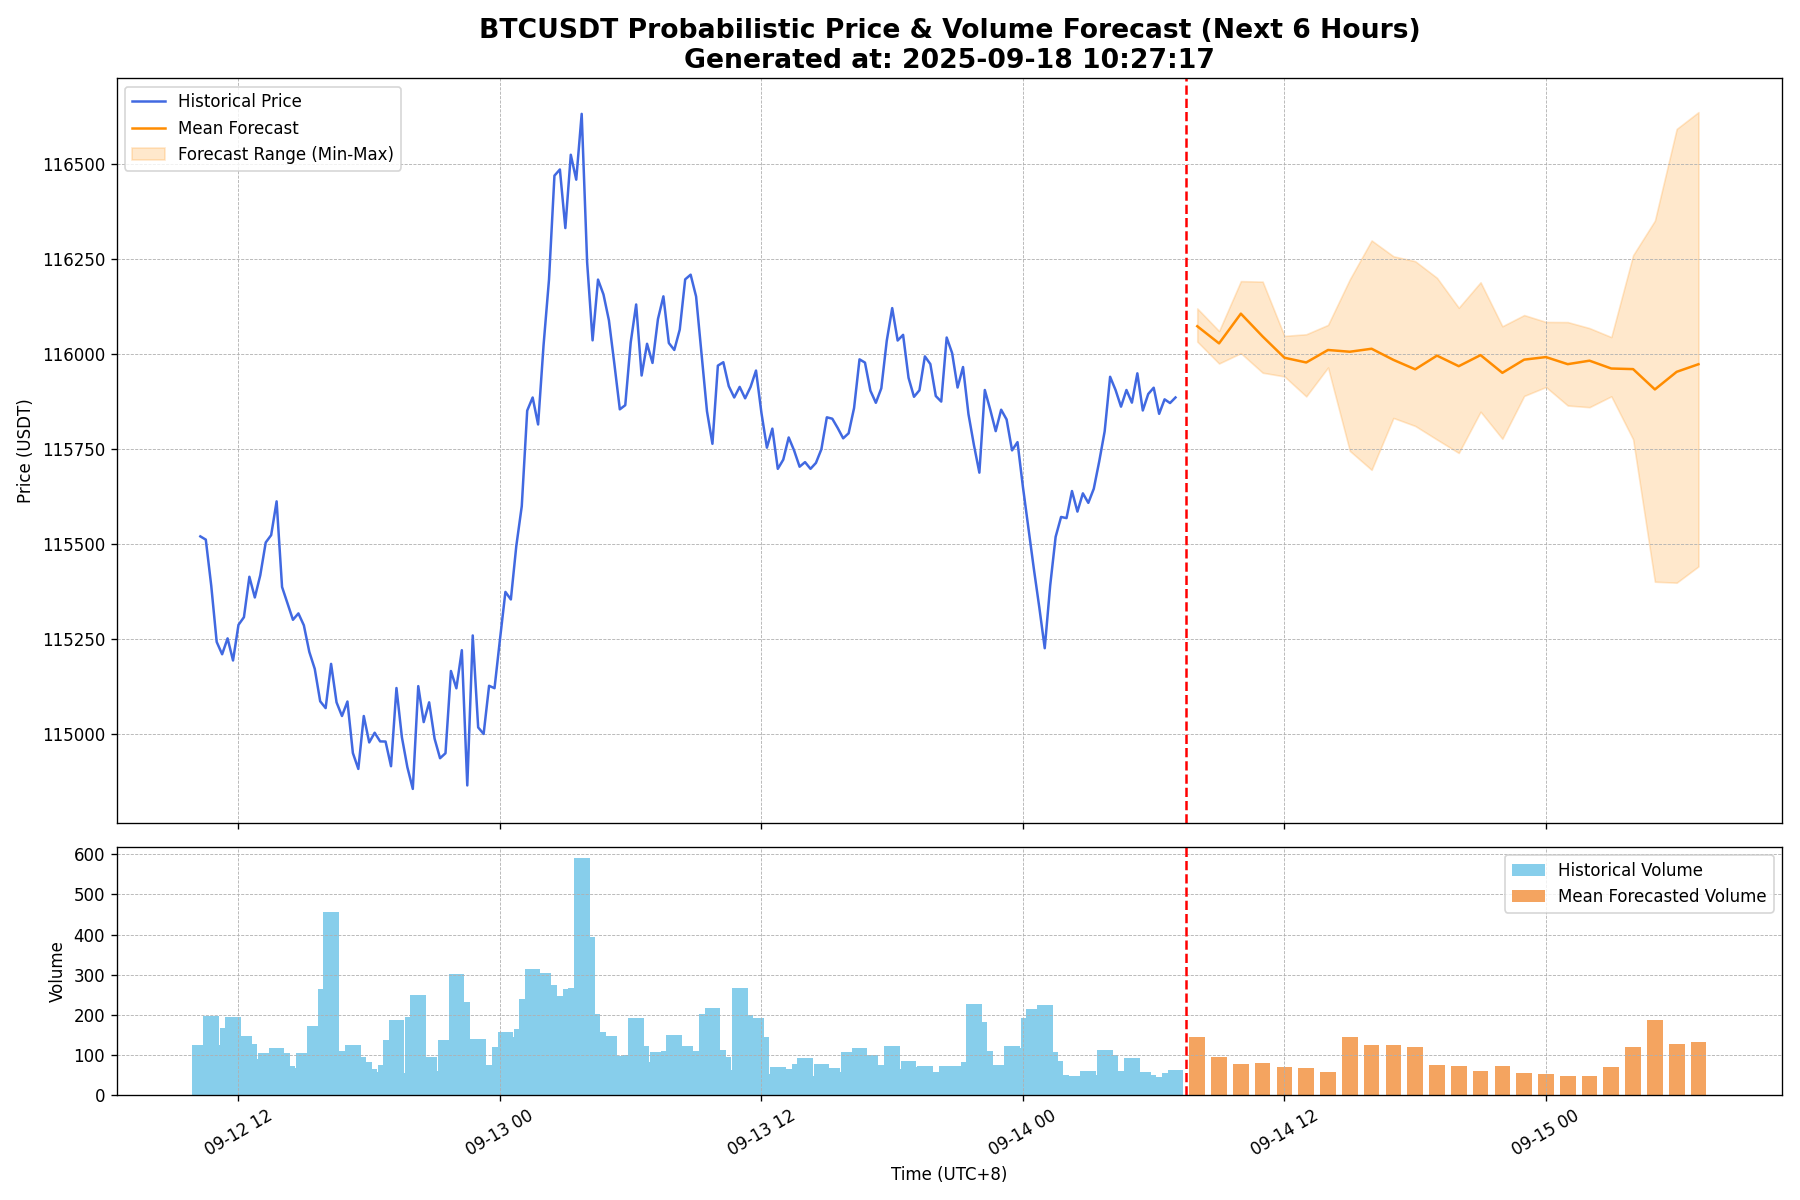 BTCUSDT Probabilistic Price & Volume Forecast (Next 6 Hours)
Generated at: 2025-09-18 10:27:17
Historical Price
Mean Forecast
Forecast Range (Min-Max)
116500
116250
116000
115750
115500
115250
115000
Price (USDT)
Historical Volume
Mean Forecasted Volume
600
500
400
300
200
100
0
Volume
09-12 12
09-13 00
09-13 12
09-14 00
09-14 12
09-15 00
Time (UTC+8)